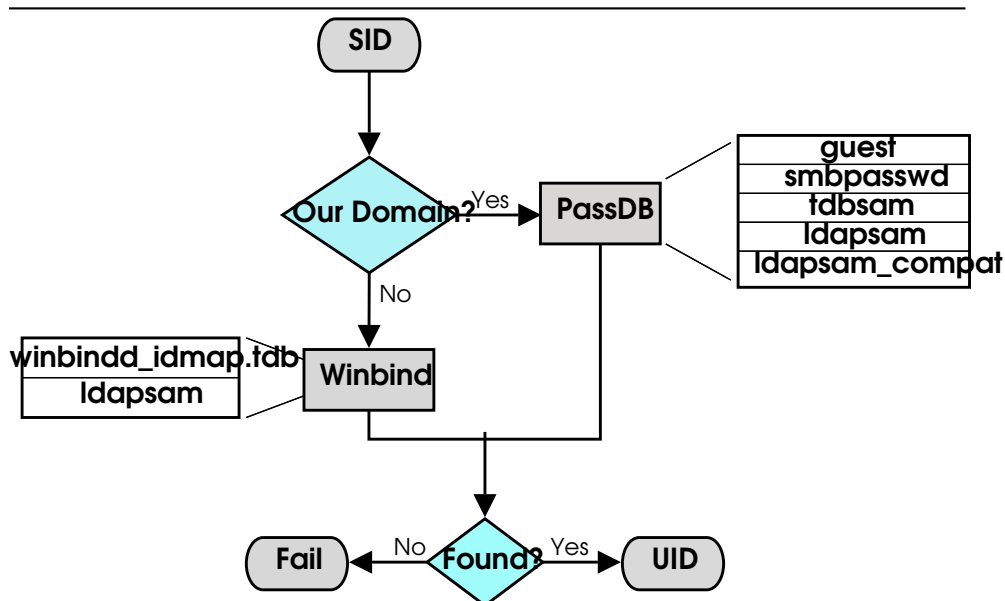 SID
guest
smbpasswd
tdbsam
ldapsam
ldapsam_compat
Our Domain?
Yes
PassDB
No
winbindd_idmap.tdb
ldapsam
Winbind
Fail
No
Found?
Yes
UID